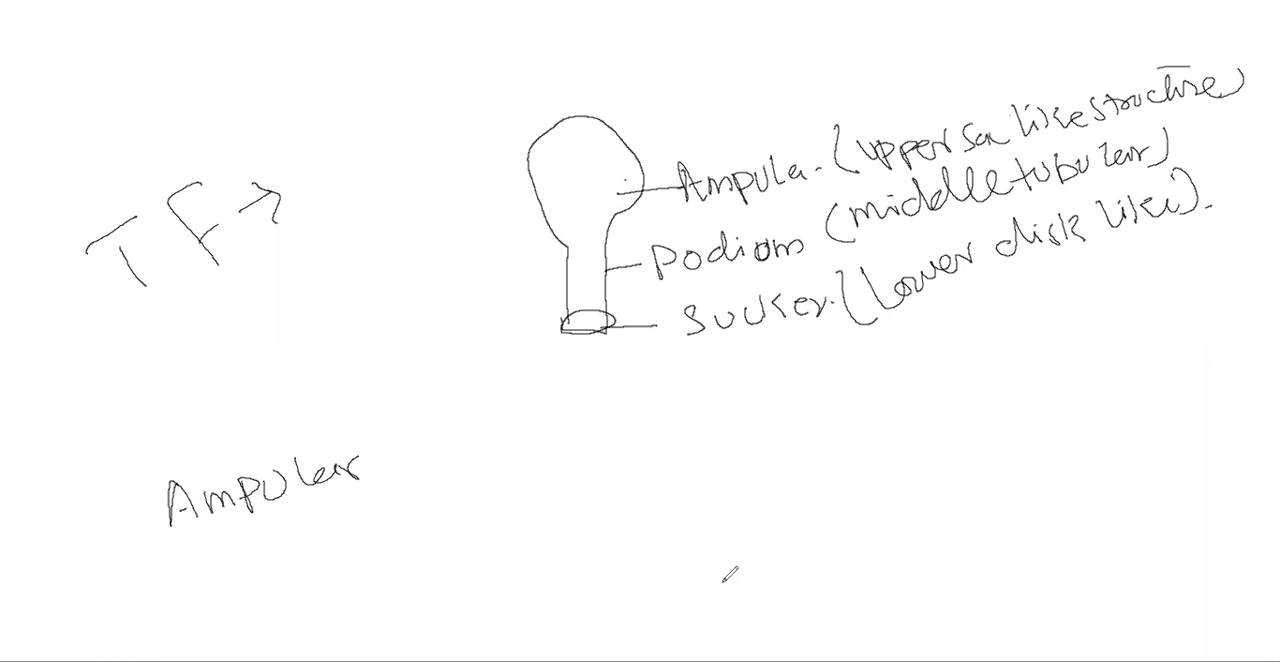 TF→
Ampula. (upper sac like structure)
Podium (middle tubular)
Sucker. (Lower disk like).
Ampular